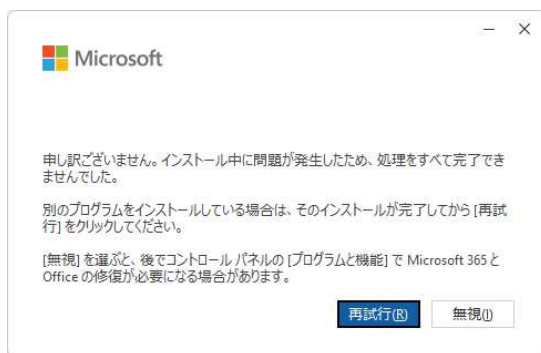 Microsoft
申し訳ございません。インストール中に問題が発生したため、処理をすべて完了でき
ませんでした。
別のプログラムをインストールしている場合は、そのインストールが完了してから [再試
行] をクリックしてください。
[無視] を選ぶと、後でコントロール パネルの [プログラムと機能] で Microsoft 365 と
Office の修復が必要になる場合があります。
再試行(R) 無視(I)